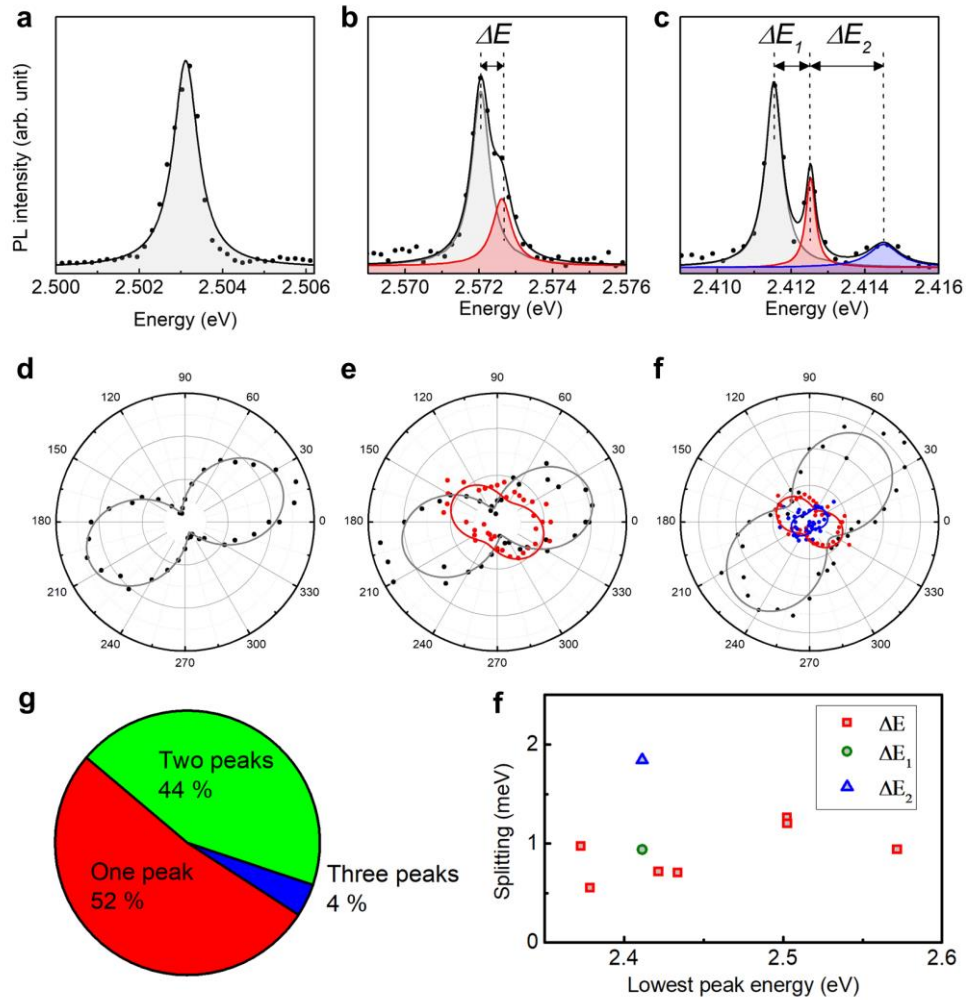 a
b
c
ΔE
ΔE1
ΔE2
PL intensity (arb. unit)
2.500 2.502 2.504 2.506
2.570 2.572 2.574 2.576
2.410 2.412 2.414 2.416
Energy (eV)
Energy (eV)
Energy (eV)
d
e
f
90
120 60
150 30
180 0
210 330
240 300
270
90
120 60
150 30
180 0
210 330
240 300
270
90
120 60
150 30
180 0
210 330
240 300
270
g
Two peaks
44 %
One peak
52 %
Three peaks
4 %
f
ΔE
ΔE1
ΔE2
Splitting (meV)
2
1
0
2.4 2.5 2.6
Lowest peak energy (eV)